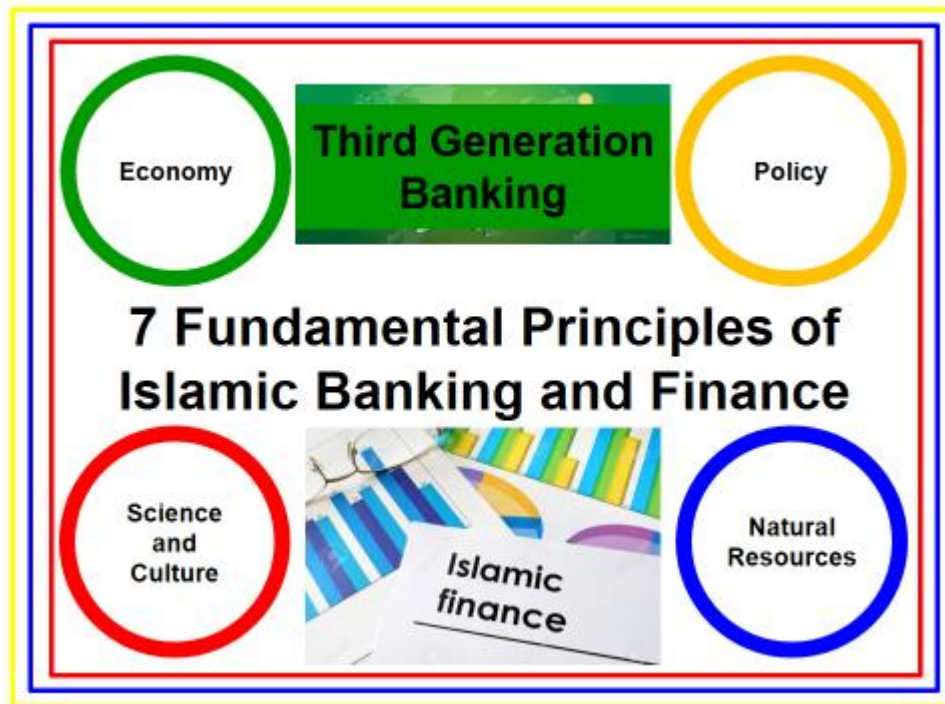 Economy
Third Generation
Banking
Policy
7 Fundamental Principles of
Islamic Banking and Finance
Science
and
Culture
Islamic
finance
Natural
Resources